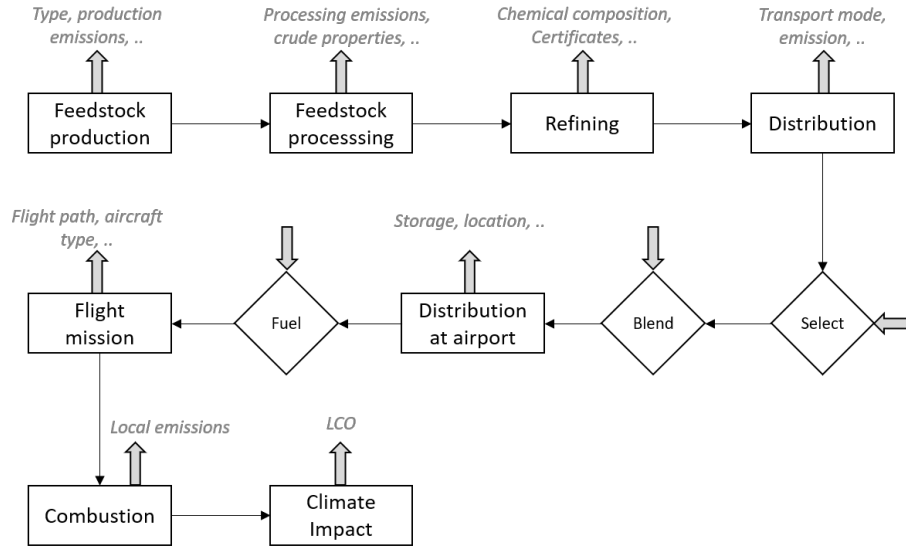 Type, production
emissions, ..
Processing emissions,
crude properties, ..
Chemical composition,
Certificates, ..
Transport mode,
emission, ..
Feedstock
production
Feedstock
processsing
Refining
Distribution
Flight path, aircraft
type, ..
Storage, location, ..
Flight
mission
Fuel
Distribution
at airport
Blend
Select
Local emissions
LCO
Combustion
Climate
Impact